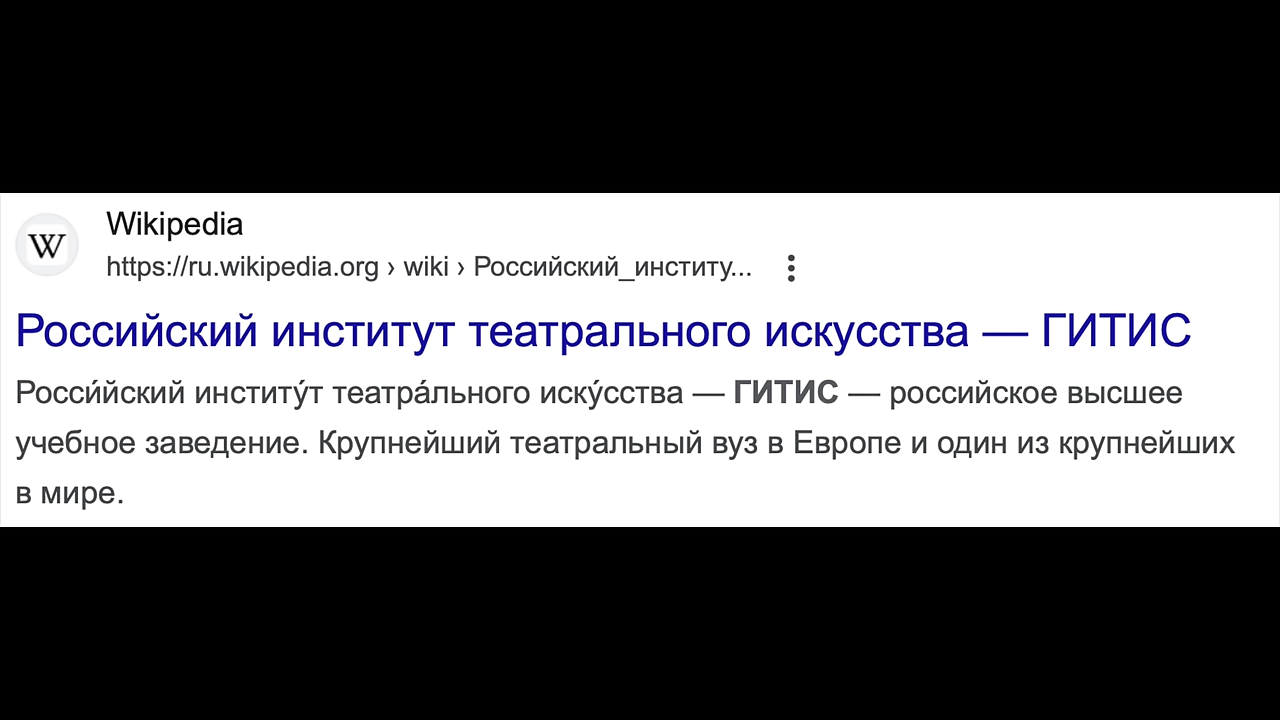 W
Wikipedia
https://ru.wikipedia.org › wiki › Российский_институ...
Российский институт театрального искусства — ГИТИС
Росси́йский институ́т театра́льного иску́сства — ГИТИС — российское высшее
учебное заведение. Крупнейший театральный вуз в Европе и один из крупнейших
в мире.